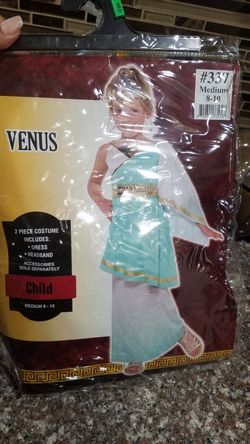 #337
Medium
8-10
VENUS
2 PIECE COSTUME
INCLUDES:
• DRESS
• HEADBAND
ACCESSORIES
SOLD SEPARATELY
Child
MEDIUM 8 - 10